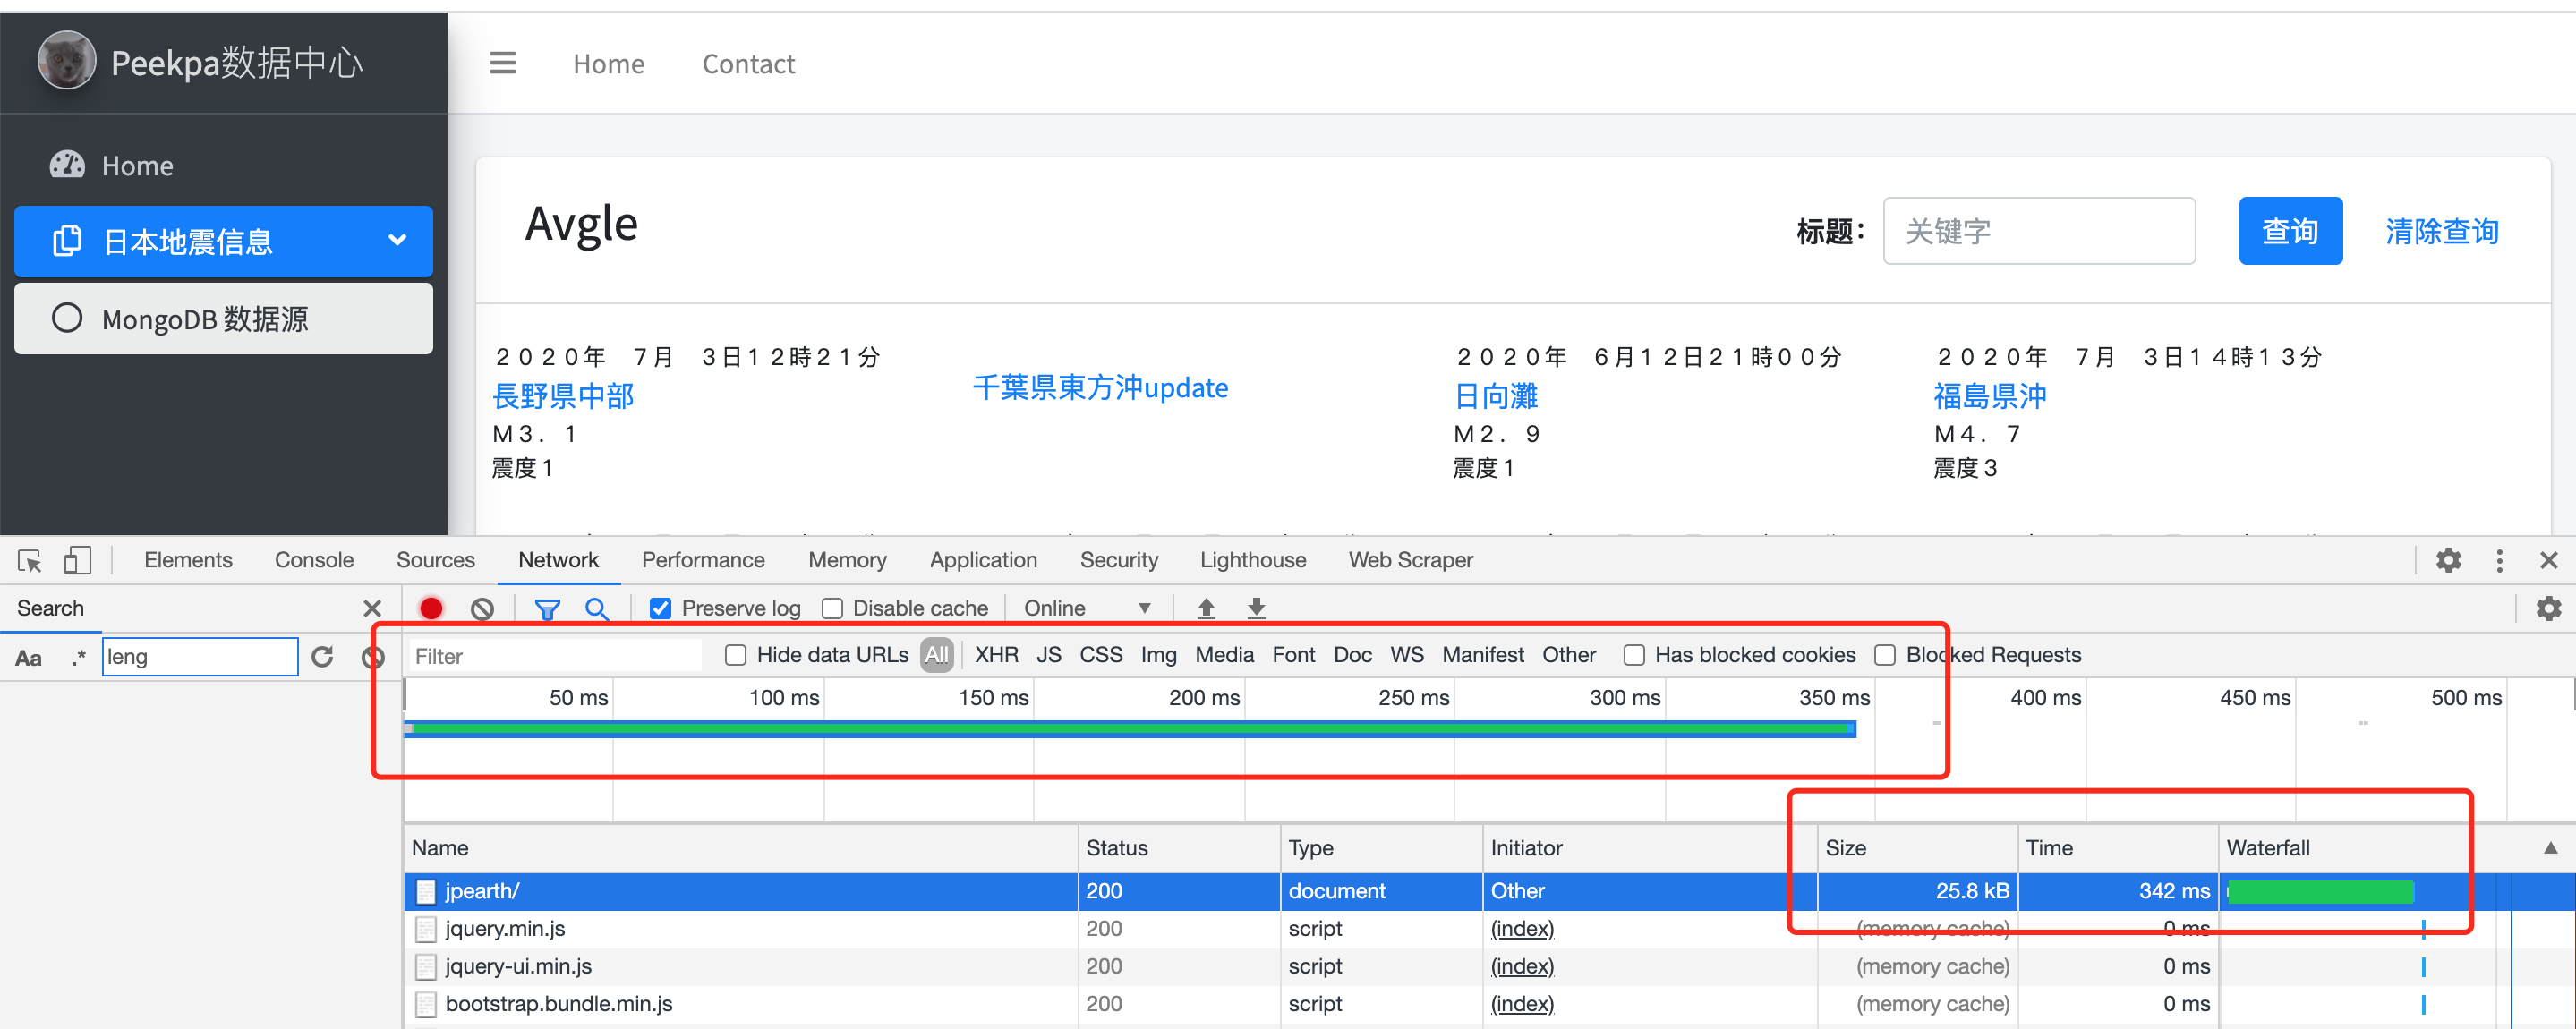 Peekpa数据中心
Home Contact
Home
日本地震信息
MongoDB 数据源
Avgle 标题： 关键字 查询 清除查询
２０２０年　７月　３日１２時２１分
長野県中部
Ｍ３．１
震度１
千葉県東方沖update
２０２０年　６月１２日２１時００分
日向灘
Ｍ２．９
震度１
２０２０年　７月　３日１４時１３分
福島県沖
Ｍ４．７
震度３
Elements Console Sources Network Performance Memory Application Security Lighthouse Web Scraper
Search
Preserve log Disable cache Online
Aa .* leng
Filter Hide data URLs All XHR JS CSS Img Media Font Doc WS Manifest Other Has blocked cookies Blocked Requests
50 ms 100 ms 150 ms 200 ms 250 ms 300 ms 350 ms 400 ms 450 ms 500 ms
Name Status Type Initiator Size Time Waterfall
jpearth/ 200 document Other 25.8 kB 342 ms
jquery.min.js 200 script (index) (memory cache) 0 ms
jquery-ui.min.js 200 script (index) (memory cache) 0 ms
bootstrap.bundle.min.js 200 script (index) (memory cache) 0 ms